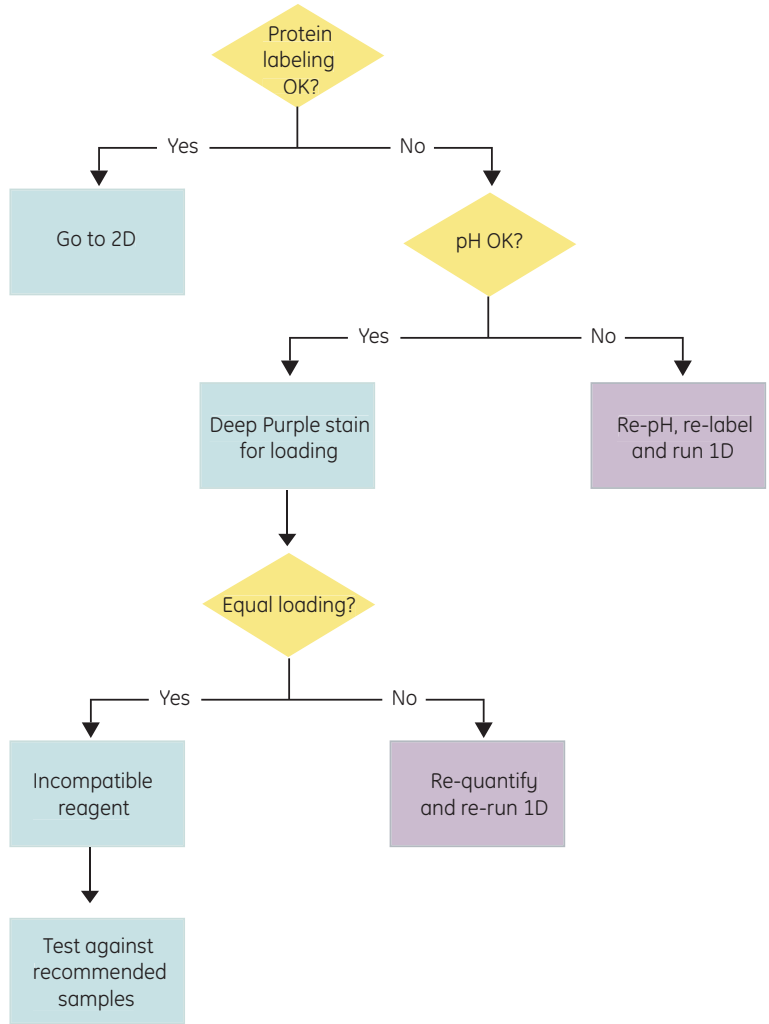 Protein
labeling
OK?
Yes
No
Go to 2D
pH OK?
Yes
No
Deep Purple stain
for loading
Re-pH, re-label
and run 1D
Equal loading?
Yes
No
Incompatible
reagent
Re-quantify
and re-run 1D
Test against
recommended
samples